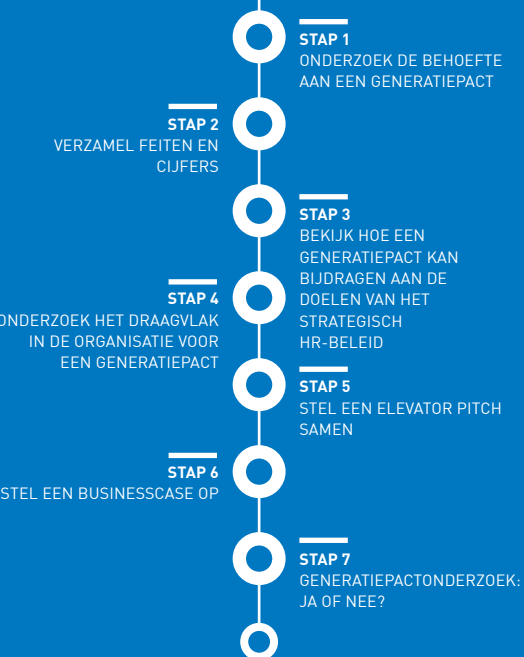 STAP 1
ONDERZOEK DE BEHOEFTE
AAN EEN GENERATIEPACT
STAP 2
VERZAMEL FEITEN EN
CIJFERS
STAP 3
BEKIJK HOE EEN
GENERATIEPACT KAN
BIJDRAGEN AAN DE
DOELEN VAN HET
STRATEGISCH
HR-BELEID
STAP 4
ONDERZOEK HET DRAAGVLAK
IN DE ORGANISATIE VOOR
EEN GENERATIEPACT
STAP 5
STEL EEN ELEVATOR PITCH
SAMEN
STAP 6
STEL EEN BUSINESSCASE OP
STAP 7
GENERATIEPACTONDERZOEK:
JA OF NEE?